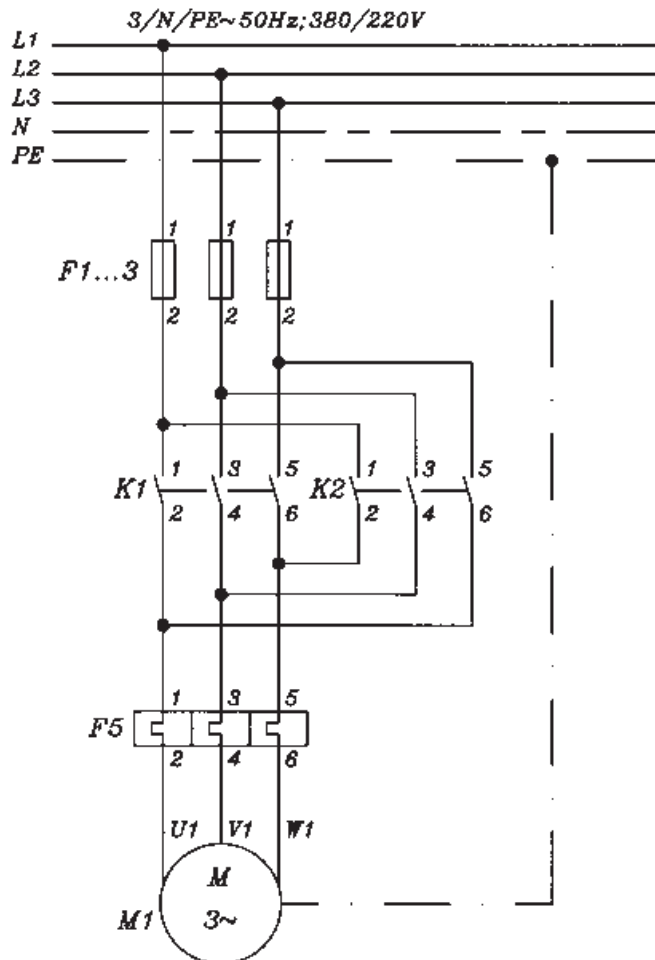 3/N/PE~50Hz;380/220V
L1
L2
L3
N
PE
1 1 1
F1...3
2 2 2
1 3 5 1 3 5
K1 K2
2 4 6 2 4 6
1 3 5
F5
2 4 6
U1 V1 W1
M
M1 3~